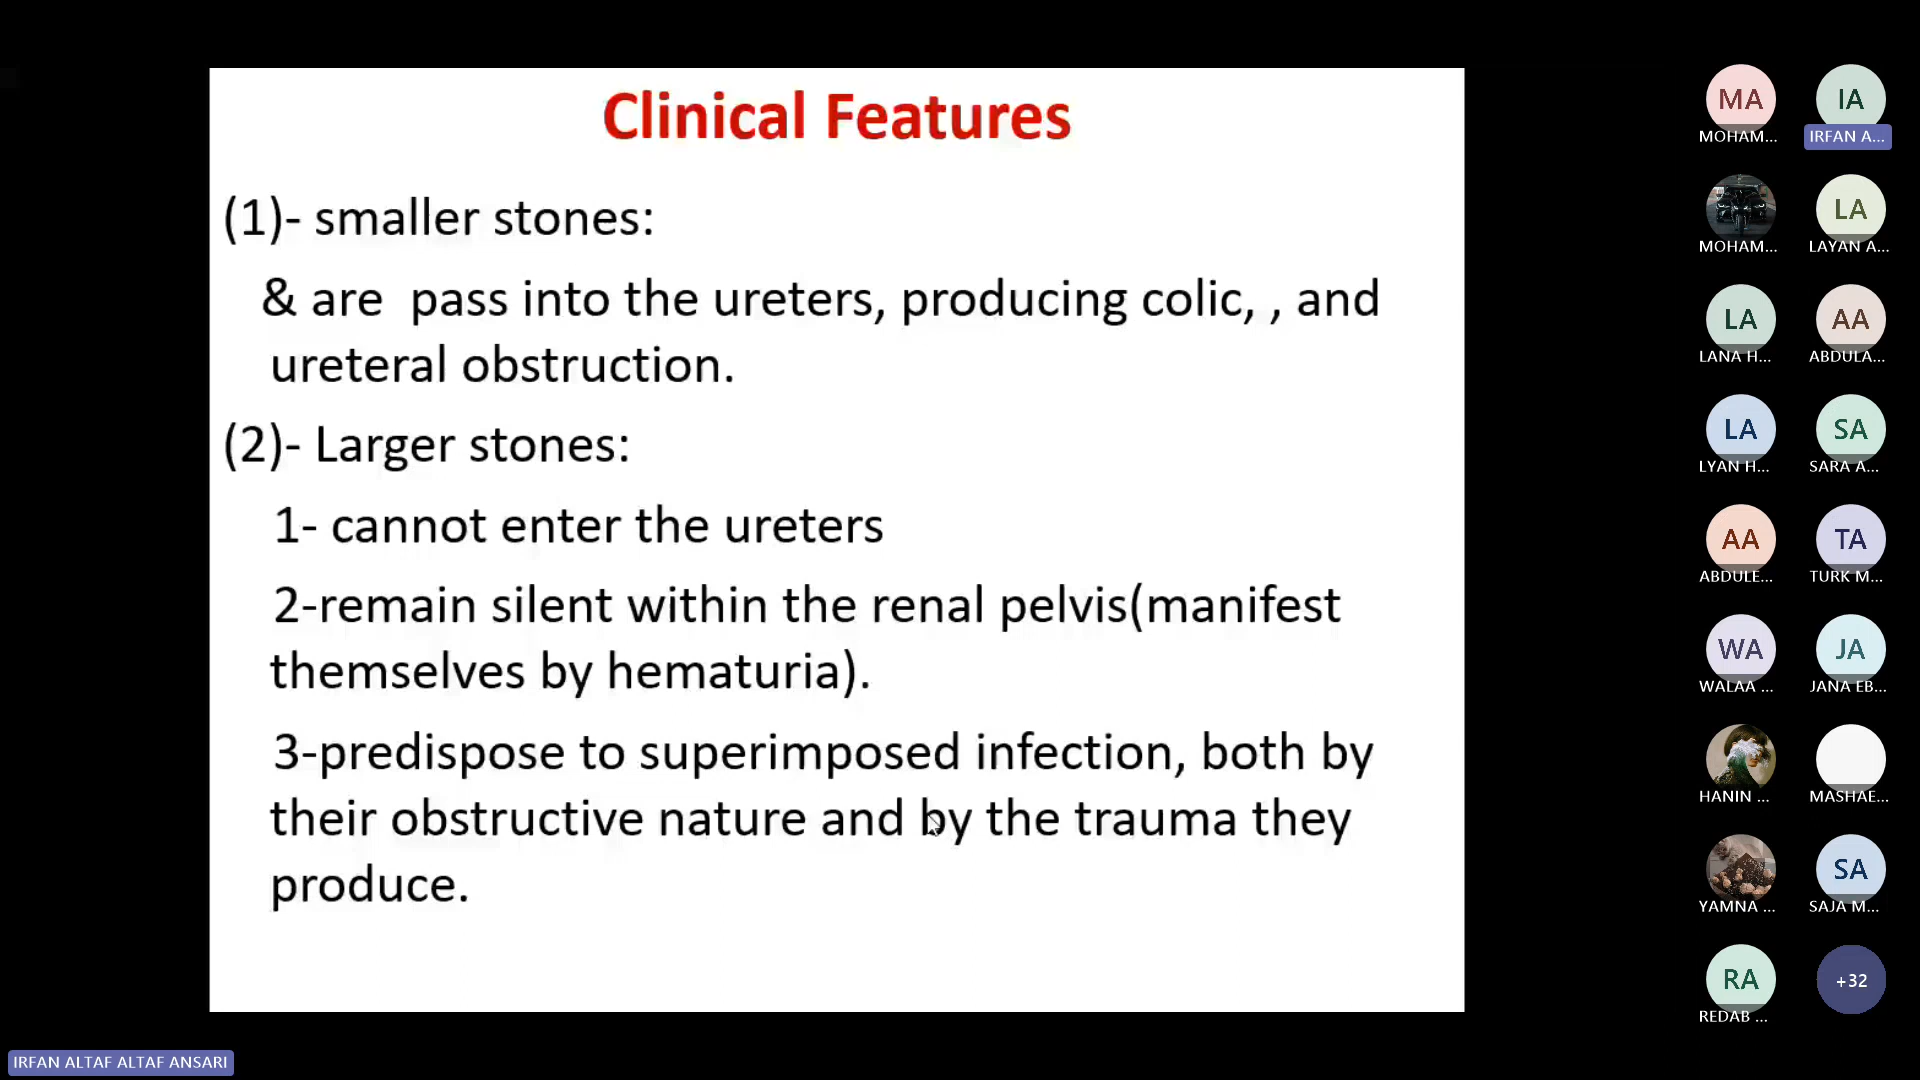 Clinical Features
(1)- smaller stones:
& are pass into the ureters, producing colic, , and
ureteral obstruction.
(2)- Larger stones:
1- cannot enter the ureters
2-remain silent within the renal pelvis(manifest
themselves by hematuria).
3-predispose to superimposed infection, both by
their obstructive nature and by the trauma they
produce.
MA IA
MOHAM... IRFAN A...
LA
MOHAM... LAYAN A...
LA AA
LANA H... ABDULA...
LA SA
LYAN H... SARA A...
AA TA
ABDULE... TURK M...
WA JA
WALAA ... JANA EB...
HANIN ... MASHAE...
SA
YAMNA ... SAJA M...
RA +32
REDAB ...
IRFAN ALTAF ALTAF ANSARI